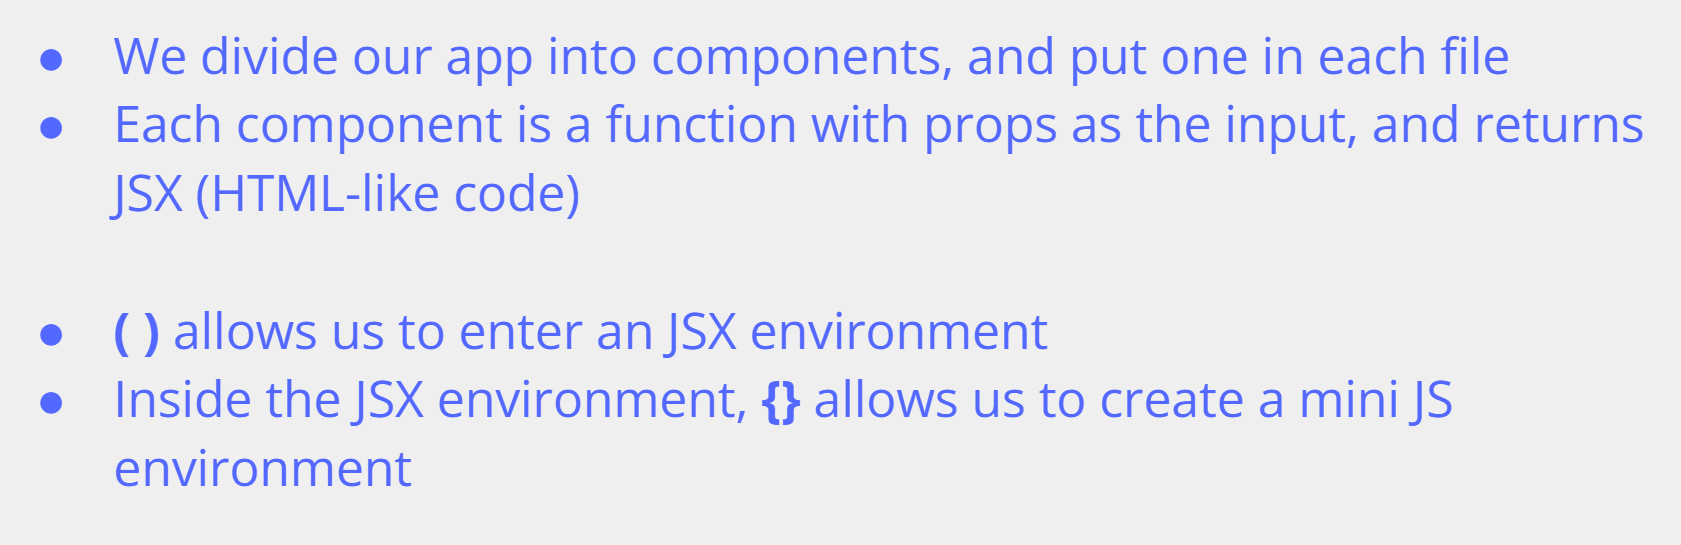 ● We divide our app into components, and put one in each file
● Each component is a function with props as the input, and returns
JSX (HTML-like code)
● ( ) allows us to enter an JSX environment
● Inside the JSX environment, {} allows us to create a mini JS
environment